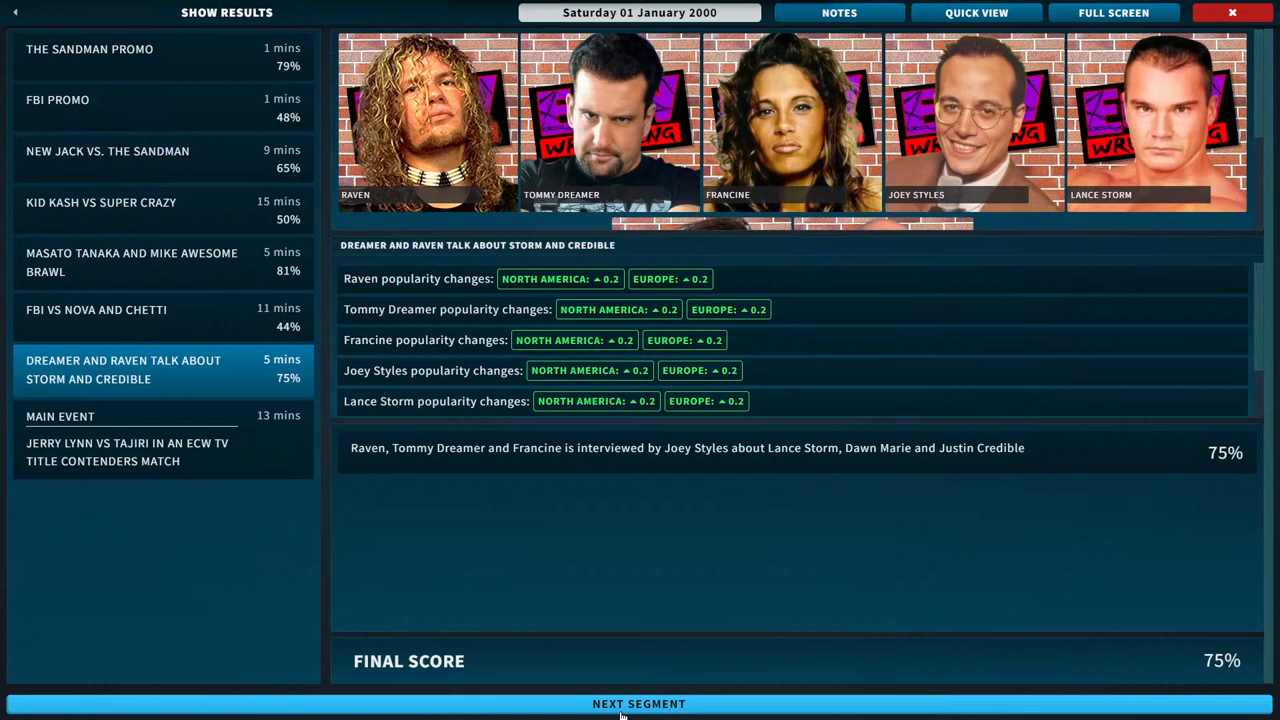 SHOW RESULTS
Saturday 01 January 2000
NOTES
QUICK VIEW
FULL SCREEN
THE SANDMAN PROMO
1 mins
79%
FBI PROMO
1 mins
48%
NEW JACK VS. THE SANDMAN
9 mins
65%
KID KASH VS SUPER CRAZY
15 mins
50%
MASATO TANAKA AND MIKE AWESOME
BRAWL
5 mins
81%
FBI VS NOVA AND CHETTI
11 mins
44%
DREAMER AND RAVEN TALK ABOUT
STORM AND CREDIBLE
5 mins
75%
MAIN EVENT
13 mins
JERRY LYNN VS TAJIRI IN AN ECW TV
TITLE CONTENDERS MATCH
RAVEN
TOMMY DREAMER
FRANCINE
JOEY STYLES
LANCE STORM
DREAMER AND RAVEN TALK ABOUT STORM AND CREDIBLE
Raven popularity changes: NORTH AMERICA: 0.2 EUROPE: 0.2
Tommy Dreamer popularity changes: NORTH AMERICA: 0.2 EUROPE: 0.2
Francine popularity changes: NORTH AMERICA: 0.2 EUROPE: 0.2
Joey Styles popularity changes: NORTH AMERICA: 0.2 EUROPE: 0.2
Lance Storm popularity changes: NORTH AMERICA: 0.2 EUROPE: 0.2
Raven, Tommy Dreamer and Francine is interviewed by Joey Styles about Lance Storm, Dawn Marie and Justin Credible
75%
FINAL SCORE
75%
NEXT SEGMENT